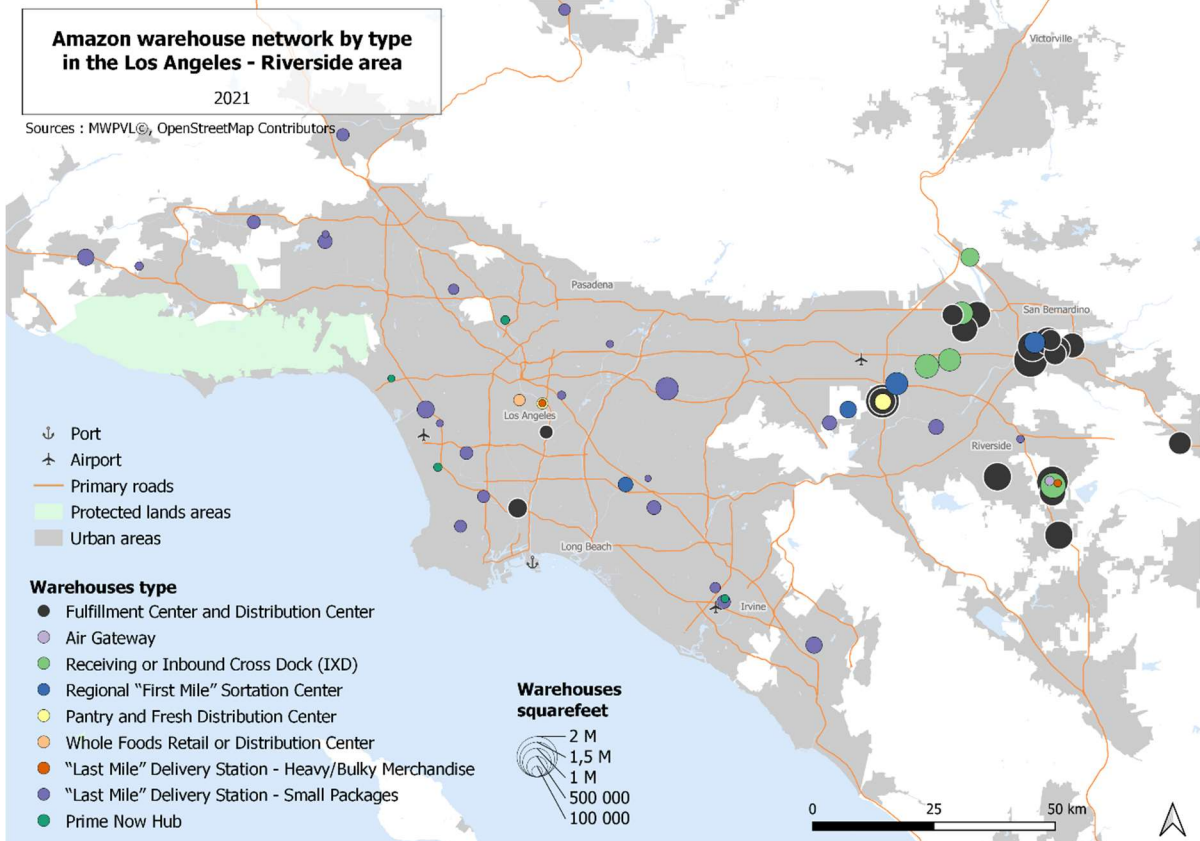 Amazon warehouse network by type
in the Los Angeles - Riverside area
2021
Sources : MWPVL©, OpenStreetMap Contributors
Victorville
Pasadena
San Bernardino
Los Angeles
Riverside
Long Beach
Irvine
Port
Airport
Primary roads
Protected lands areas
Urban areas
Warehouses type
Fulfillment Center and Distribution Center
Air Gateway
Receiving or Inbound Cross Dock (IXD)
Regional “First Mile” Sortation Center
Pantry and Fresh Distribution Center
Whole Foods Retail or Distribution Center
“Last Mile” Delivery Station - Heavy/Bulky Merchandise
“Last Mile” Delivery Station - Small Packages
Prime Now Hub
Warehouses
squarefeet
2 M
1,5 M
1 M
500 000
100 000
0 25 50 km